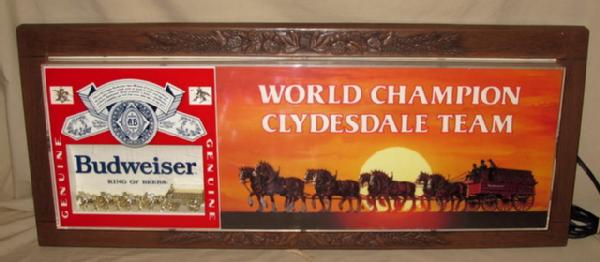 GENUINE
Budweiser
KING OF BEERS
GENUINE
WORLD CHAMPION
CLYDESDALE TEAM